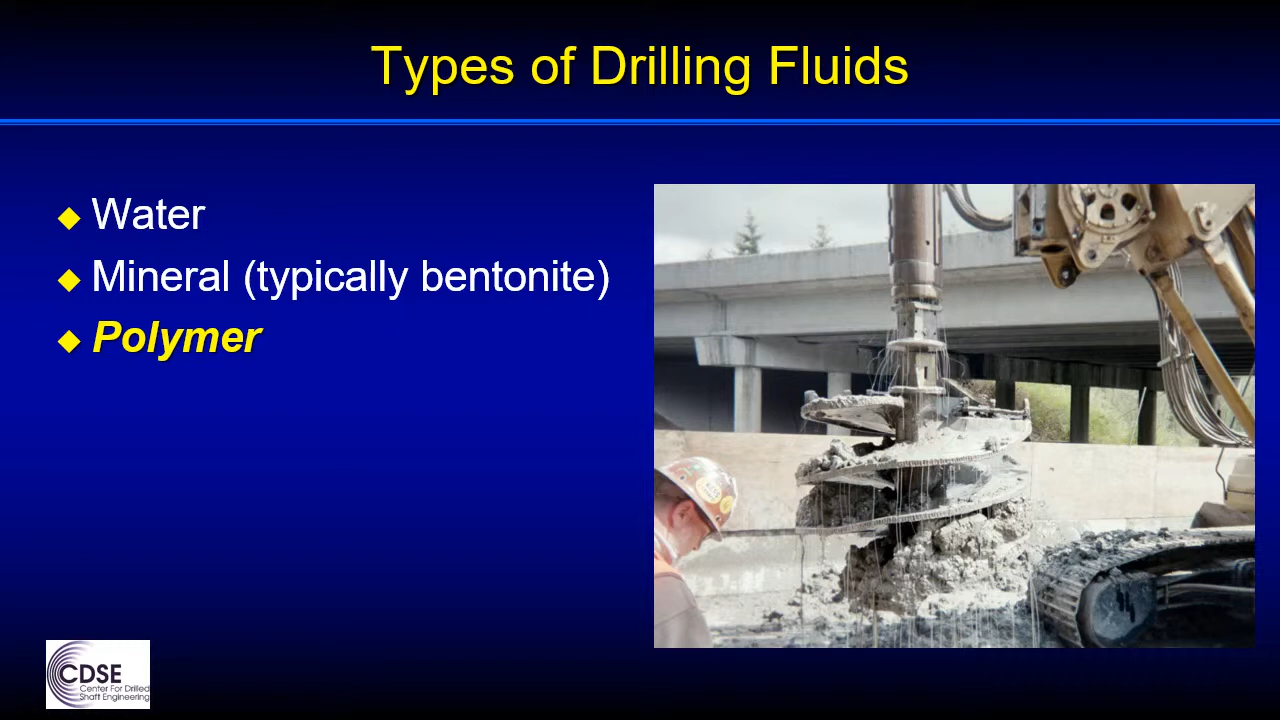 Types of Drilling Fluids
Water
Mineral (typically bentonite)
Polymer
CDSE
Center For Drilled
Shaft Engineering